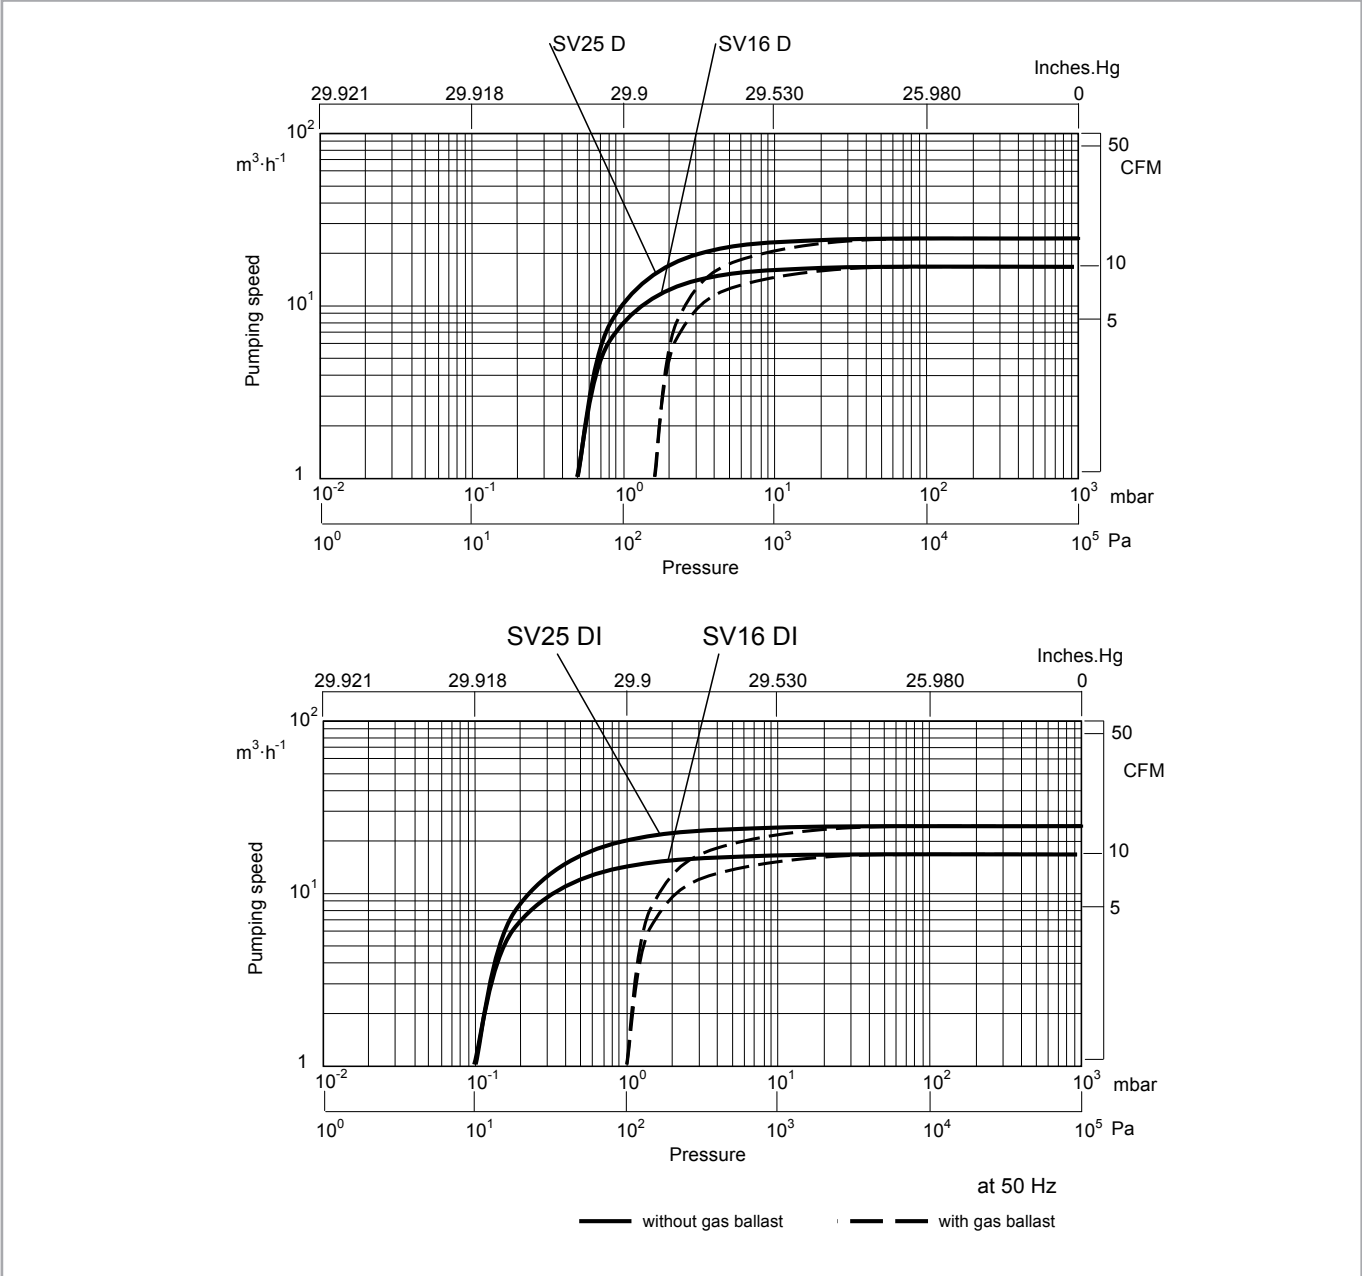 SV25 D SV16 D
Inches.Hg
29.921 29.918 29.9 29.530 25.980 0
10² 50
m³·h⁻¹ CFM
10
10¹ 5
Pumping speed
1
10⁻² 10⁻¹ 10⁰ 10¹ 10² 10³ mbar
10⁰ 10¹ 10² 10³ 10⁴ 10⁵ Pa
Pressure
SV25 DI SV16 DI
Inches.Hg
29.921 29.918 29.9 29.530 25.980 0
10² 50
m³·h⁻¹ CFM
10
10¹ 5
Pumping speed
1
10⁻² 10⁻¹ 10⁰ 10¹ 10² 10³ mbar
10⁰ 10¹ 10² 10³ 10⁴ 10⁵ Pa
Pressure
at 50 Hz
without gas ballast with gas ballast